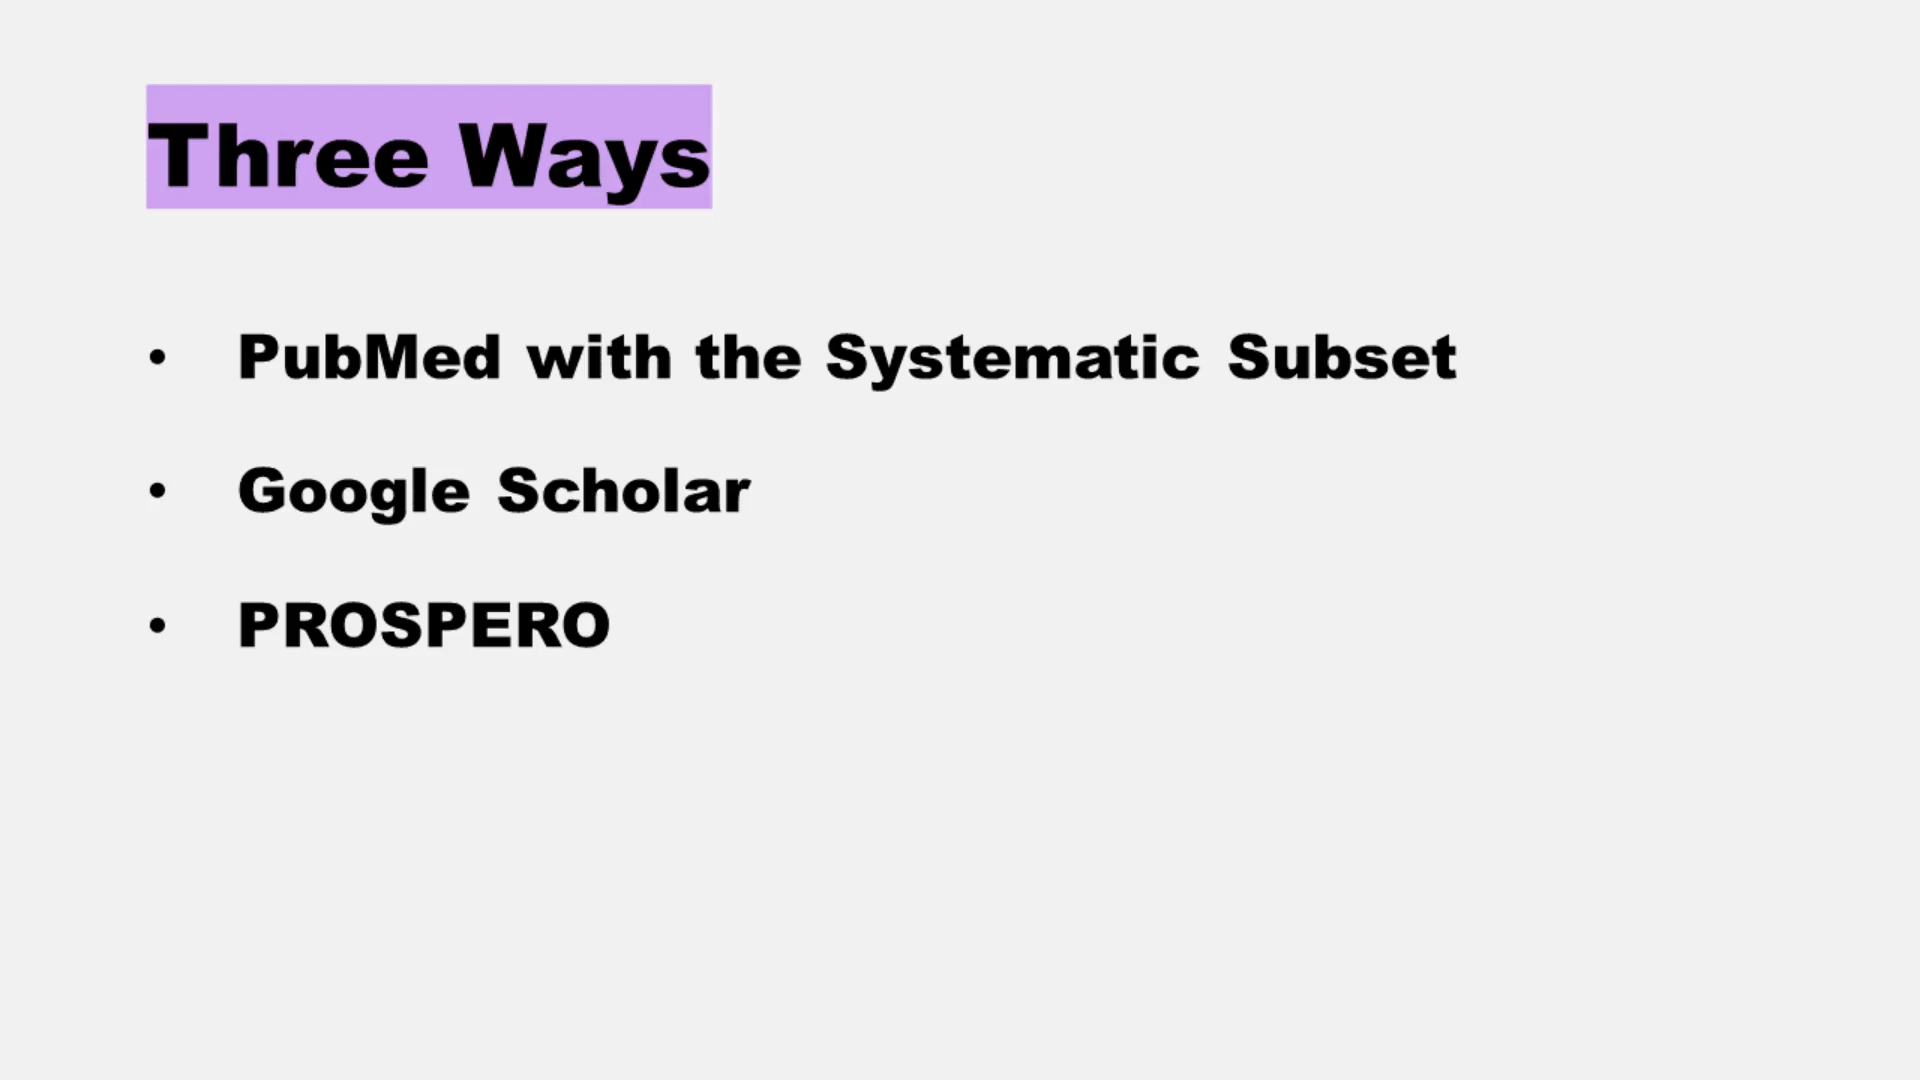 Three Ways
• PubMed with the Systematic Subset
• Google Scholar
• PROSPERO